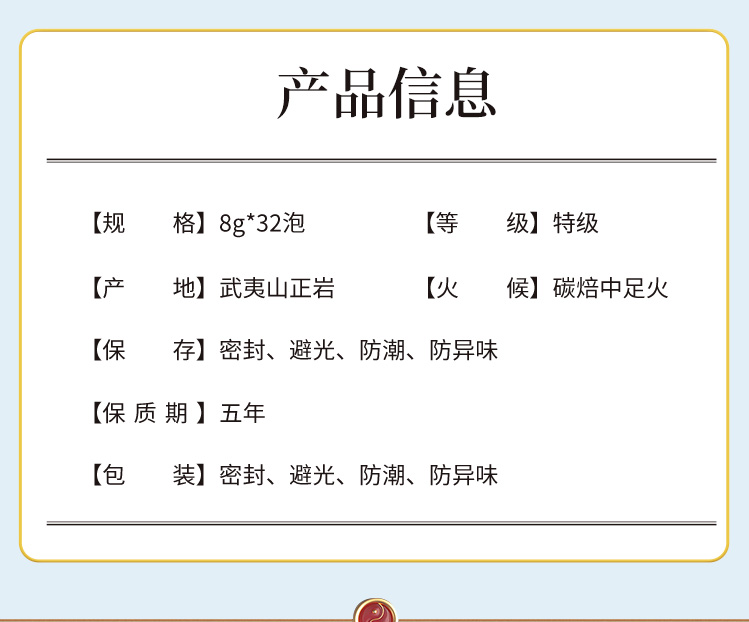 产品信息
【规 格】8g*32泡 【等 级】特级
【产 地】武夷山正岩 【火 候】碳焙中足火
【保 存】密封、避光、防潮、防异味
【保 质 期 】五年
【包 装】密封、避光、防潮、防异味